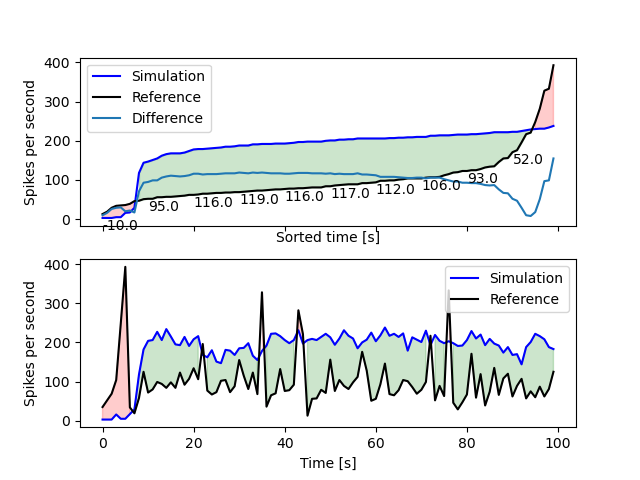 Spikes per second
400
300
200
100
0
Simulation
Reference
Difference
-10.0
95.0
116.0
119.0
116.0
117.0
112.0
106.0
93.0
52.0
Sorted time [s]
Spikes per second
400
300
200
100
0
Simulation
Reference
0 20 40 60 80 100
Time [s]